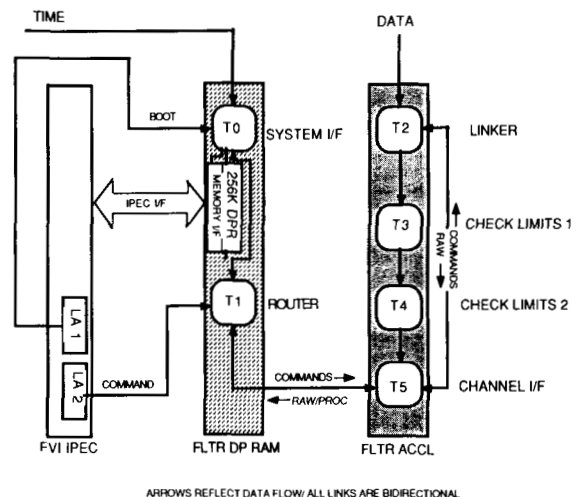 TIME
DATA
BOOT
T0
SYSTEM I/F
T2
LINKER
256K DPR
MEMORY I/F
IPEC I/F
T3
CHECK LIMITS 1
COMMANDS
RAW
T1
ROUTER
T4
CHECK LIMITS 2
LA 1
LA 2
COMMAND
COMMANDS
RAW/PROC
T5
CHANNEL I/F
FVI IPEC
FLTR DP RAM
FLTR ACCL
ARROWS REFLECT DATA FLOW/ ALL LINKS ARE BIDIRECTIONAL